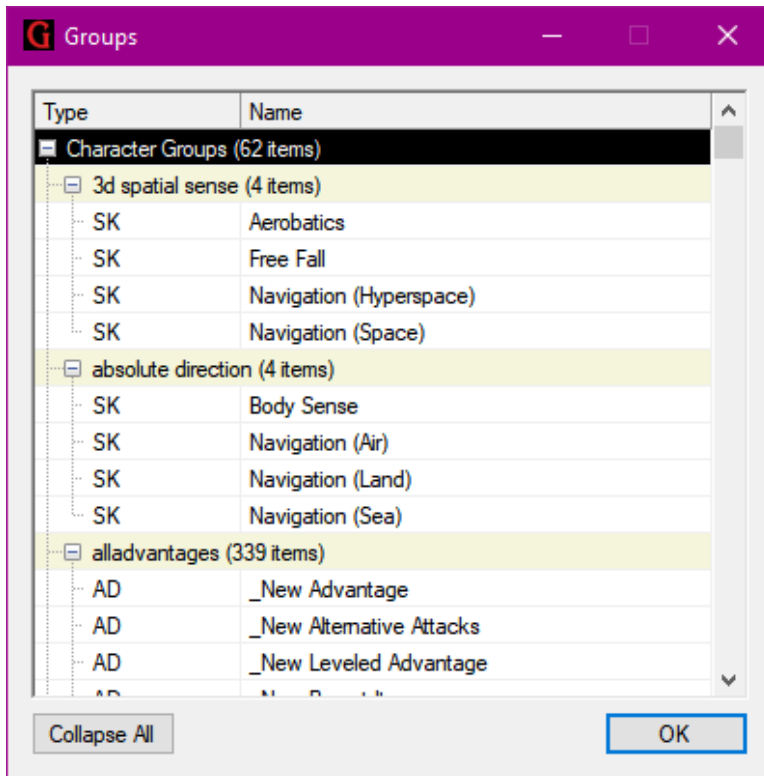 G Groups
Type Name
Character Groups (62 items)
3d spatial sense (4 items)
SK Aerobatics
SK Free Fall
SK Navigation (Hyperspace)
SK Navigation (Space)
absolute direction (4 items)
SK Body Sense
SK Navigation (Air)
SK Navigation (Land)
SK Navigation (Sea)
alladvantages (339 items)
AD _New Advantage
AD _New Alternative Attacks
AD _New Leveled Advantage
Collapse All OK